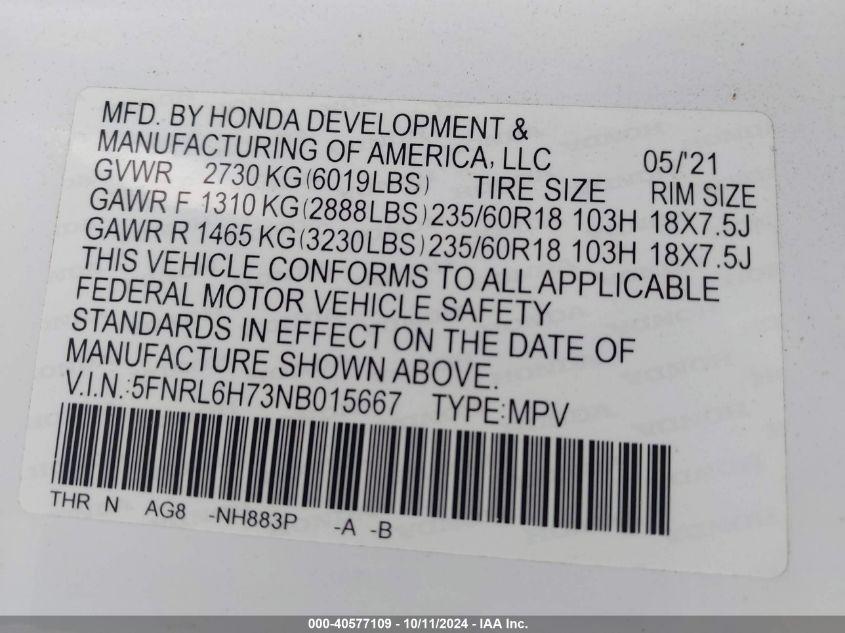 MFD. BY HONDA DEVELOPMENT &
MANUFACTURING OF AMERICA, LLC 05/'21
GVWR 2730 KG(6019LBS) TIRE SIZE RIM SIZE
GAWR F 1310 KG(2888LBS)235/60R18 103H 18X7.5J
GAWR R 1465 KG(3230LBS)235/60R18 103H 18X7.5J
THIS VEHICLE CONFORMS TO ALL APPLICABLE
FEDERAL MOTOR VEHICLE SAFETY
STANDARDS IN EFFECT ON THE DATE OF
MANUFACTURE SHOWN ABOVE.
V.I.N.:5FNRL6H73NB015667 TYPE:MPV
THR N AG8 -NH883P -A -B
000-40577109 - 10/11/2024 - IAA Inc.